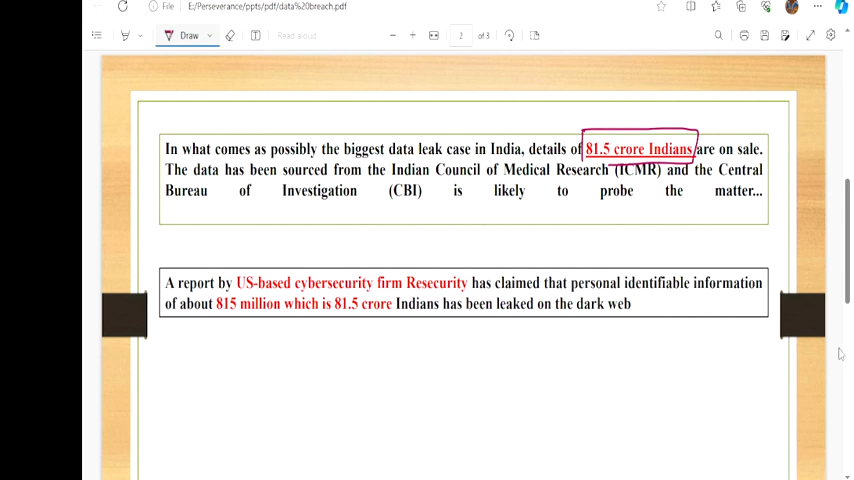 File
E:/Perseverance/ppts/pdf/data%20breach.pdf
Draw
Read aloud
2
of 3
In what comes as possibly the biggest data leak case in India, details of 81.5 crore Indians are on sale.
The data has been sourced from the Indian Council of Medical Research (ICMR) and the Central
Bureau of Investigation (CBI) is likely to probe the matter...
A report by US-based cybersecurity firm Resecurity has claimed that personal identifiable information
of about 815 million which is 81.5 crore Indians has been leaked on the dark web